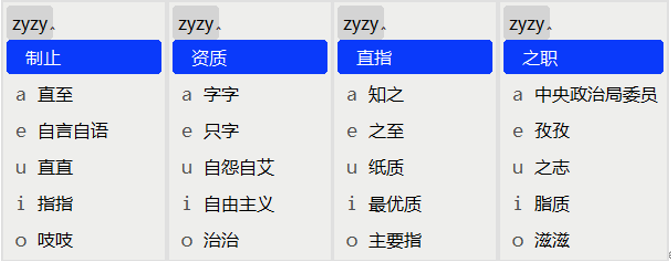 zyzy‸
制止
a 直至
e 自言自语
u 直直
i 指指
o 吱吱
zyzy‸
资质
a 字字
e 只字
u 自怨自艾
i 自由主义
o 治治
zyzy‸
直指
a 知之
e 之至
u 纸质
i 最优质
o 主要指
zyzy‸
之职
a 中央政治局委员
e 孜孜
u 之志
i 脂质
o 滋滋